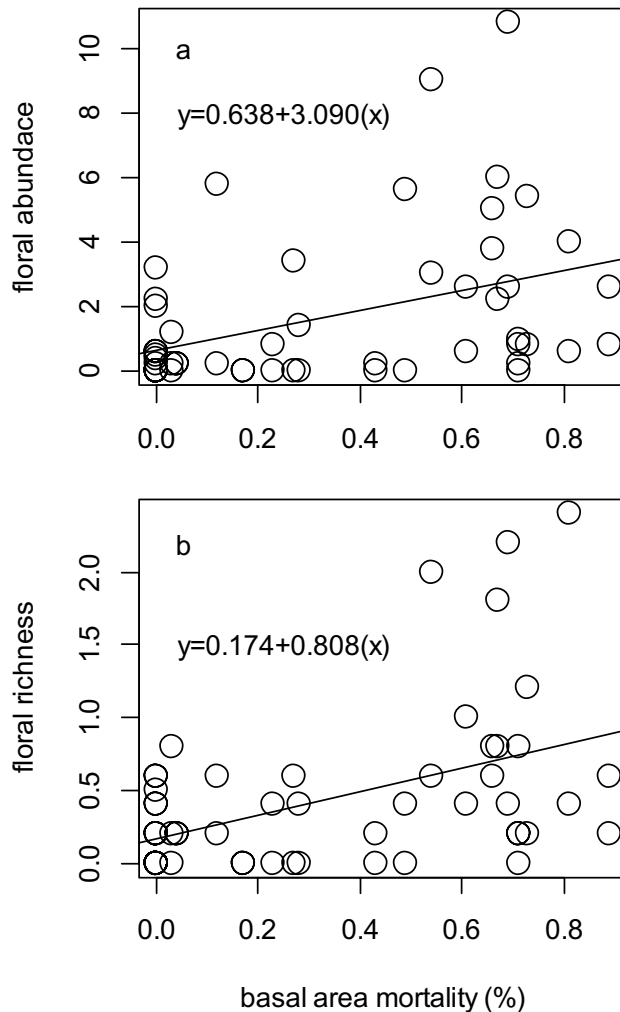 a
y=0.638+3.090(x)
floral abundace
10
8
6
4
2
0
0.0 0.2 0.4 0.6 0.8
b
y=0.174+0.808(x)
floral richness
2.0
1.5
1.0
0.5
0.0
0.0 0.2 0.4 0.6 0.8
basal area mortality (%)